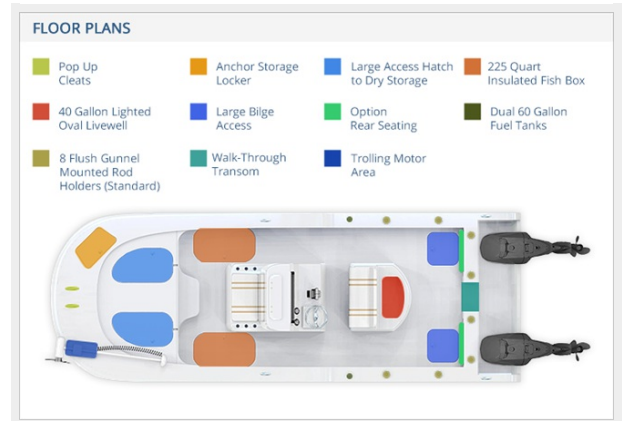 FLOOR PLANS
Pop Up
Cleats
Anchor Storage
Locker
Large Access Hatch
to Dry Storage
225 Quart
Insulated Fish Box
40 Gallon Lighted
Oval Livewell
Large Bilge
Access
Option
Rear Seating
Dual 60 Gallon
Fuel Tanks
8 Flush Gunnel
Mounted Rod
Holders (Standard)
Walk-Through
Transom
Trolling Motor
Area